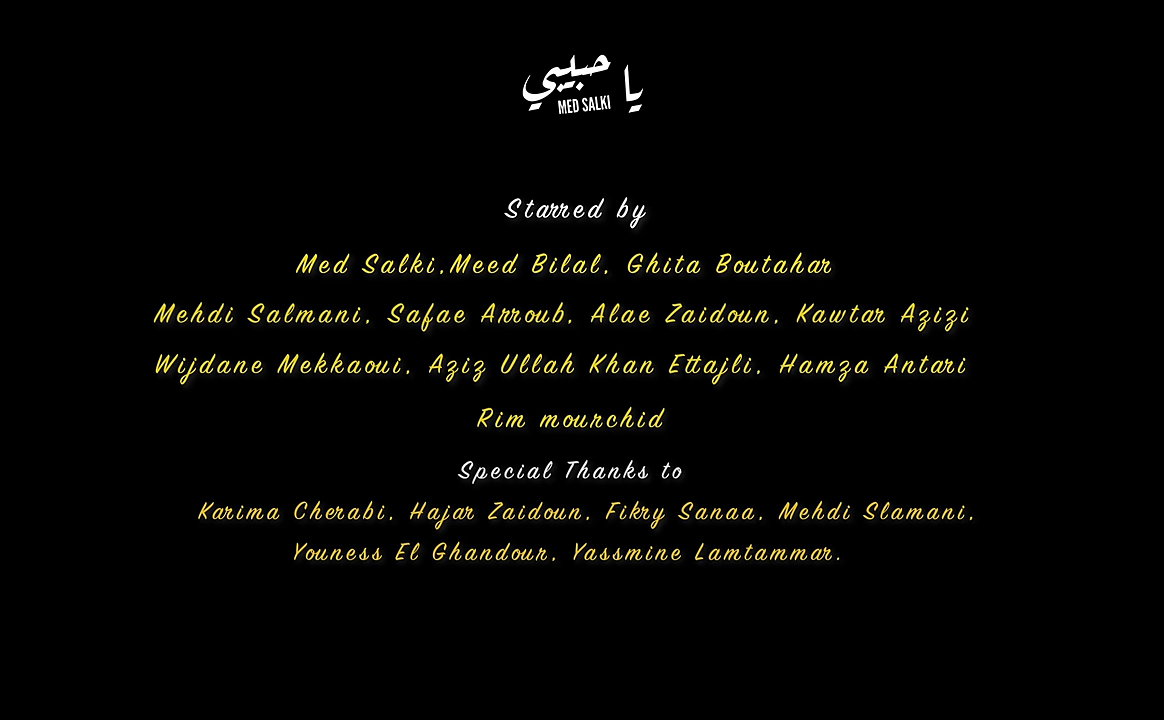 يا حبيبي
MED SALKI
Starred by
Med Salki,Meed Bilal, Ghita Boutahar
Mehdi Salmani, Safae Arroub, Alae Zaidoun, Kawtar Azizi
Wijdane Mekkaoui, Aziz Ullah Khan Ettajli, Hamza Antari
Rim mourchid
Special Thanks to
Karima Cherabi, Hajar Zaidoun, Fikry Sanaa, Mehdi Slamani,
Youness El Ghandour, Yassmine Lamtammar.